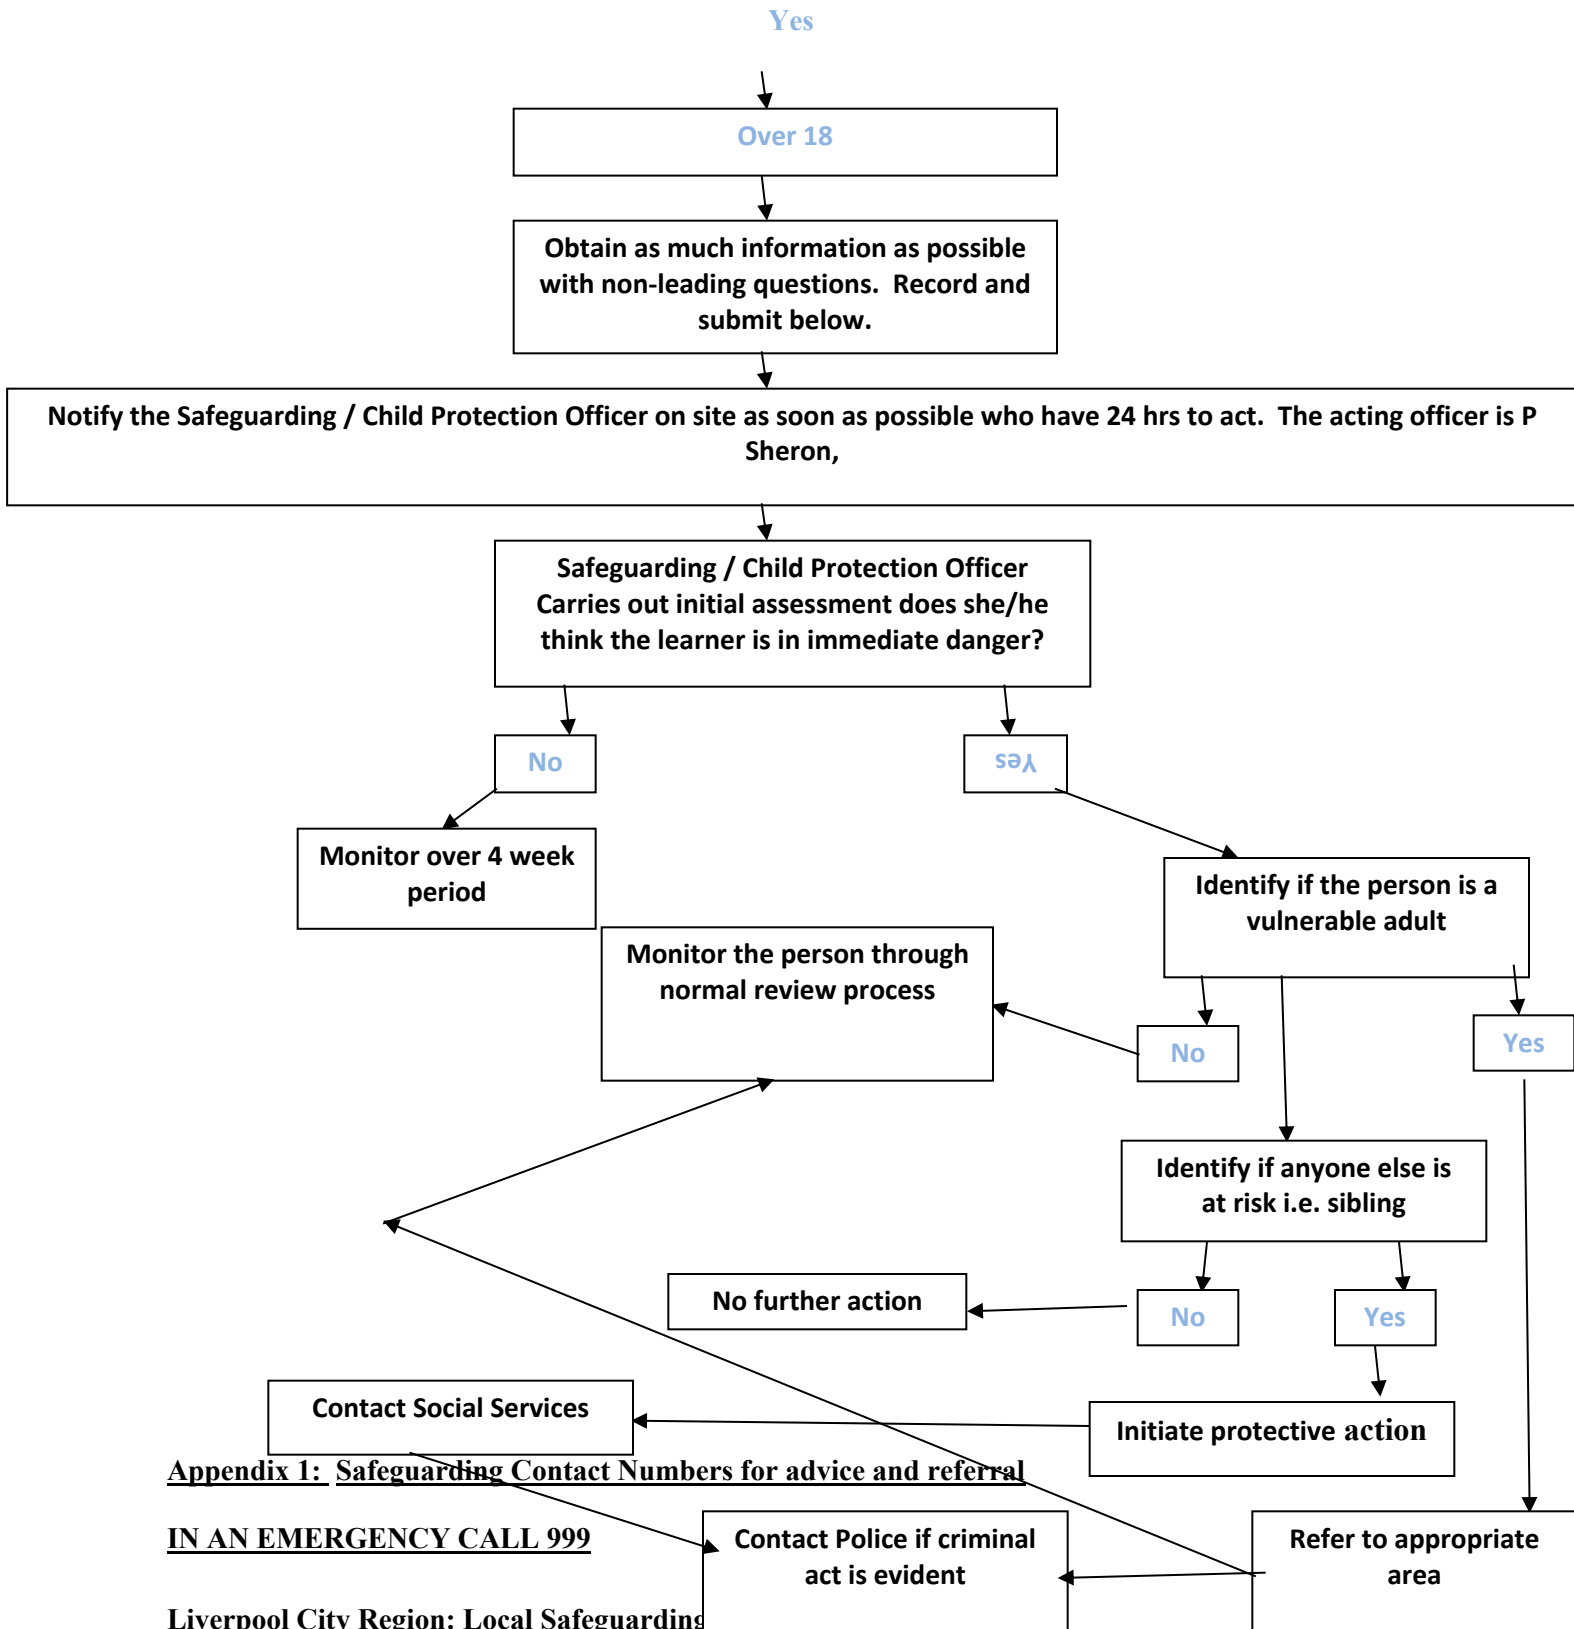 Yes
Over 18
Obtain as much information as possible
with non-leading questions.  Record and
submit below.
Notify the Safeguarding / Child Protection Officer on site as soon as possible who have 24 hrs to act.  The acting officer is P
Sheron,
Safeguarding / Child Protection Officer
Carries out initial assessment does she/he
think the learner is in immediate danger?
No
Yes
Monitor over 4 week
period
Identify if the person is a
vulnerable adult
Monitor the person through
normal review process
No
Yes
Identify if anyone else is
at risk i.e. sibling
No further action
No
Yes
Contact Social Services
Initiate protective action
Appendix 1:  Safeguarding Contact Numbers for advice and referral
IN AN EMERGENCY CALL 999
Contact Police if criminal
act is evident
Refer to appropriate
area
Liverpool City Region: Local Safeguarding